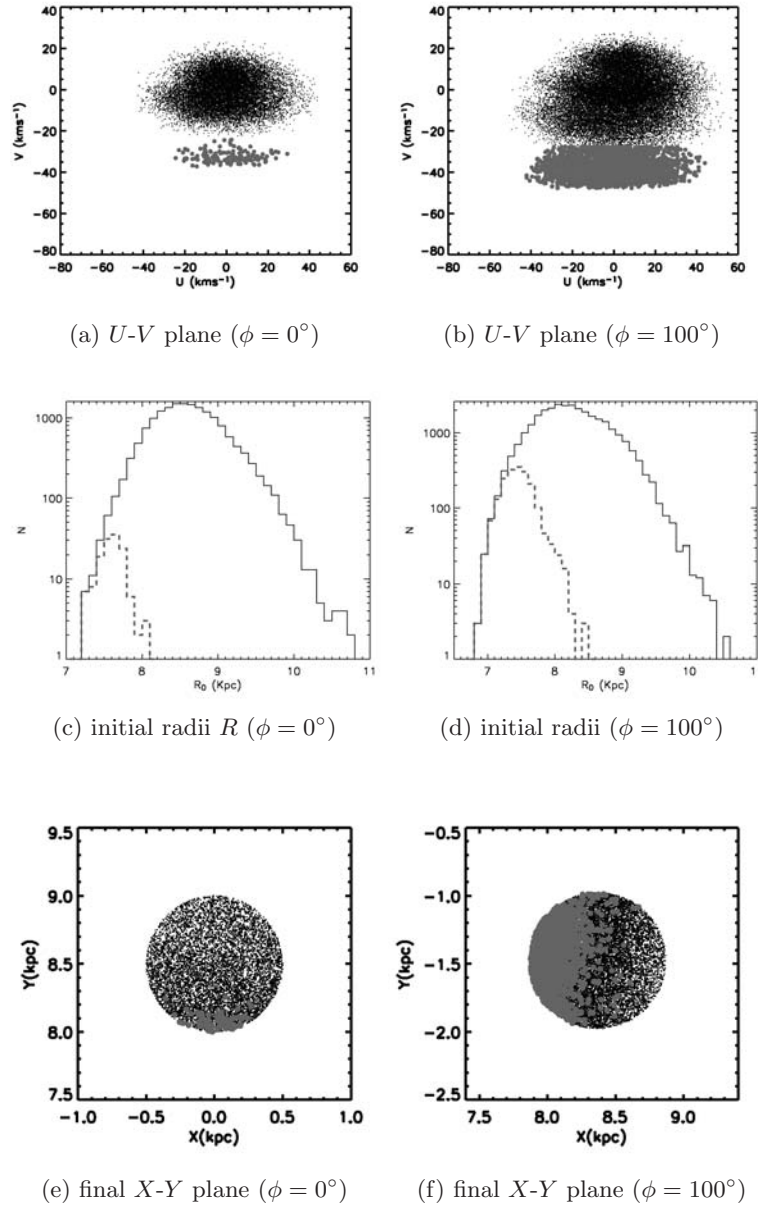 40
20
0
-20
-40
-60
-80
V (kms⁻¹)
-80 -60 -40 -20 0 20 40 60
U (kms⁻¹)
40
20
0
-20
-40
-60
-80
V (kms⁻¹)
-80 -60 -40 -20 0 20 40 60
U (kms⁻¹)
(a) U-V plane (ϕ = 0°)
(b) U-V plane (ϕ = 100°)
1000
100
10
1
N
7 8 9 10 11
R₀ (Kpc)
1000
100
10
1
N
7 8 9 10 1
R₀ (Kpc)
(c) initial radii R (ϕ = 0°)
(d) initial radii (ϕ = 100°)
9.5
9.0
8.5
8.0
7.5
Y(kpc)
-1.0 -0.5 0.0 0.5 1.0
X(kpc)
-0.5
-1.0
-1.5
-2.0
-2.5
Y(kpc)
7.5 8.0 8.5 9.0
X(kpc)
(e) final X-Y plane (ϕ = 0°)
(f) final X-Y plane (ϕ = 100°)